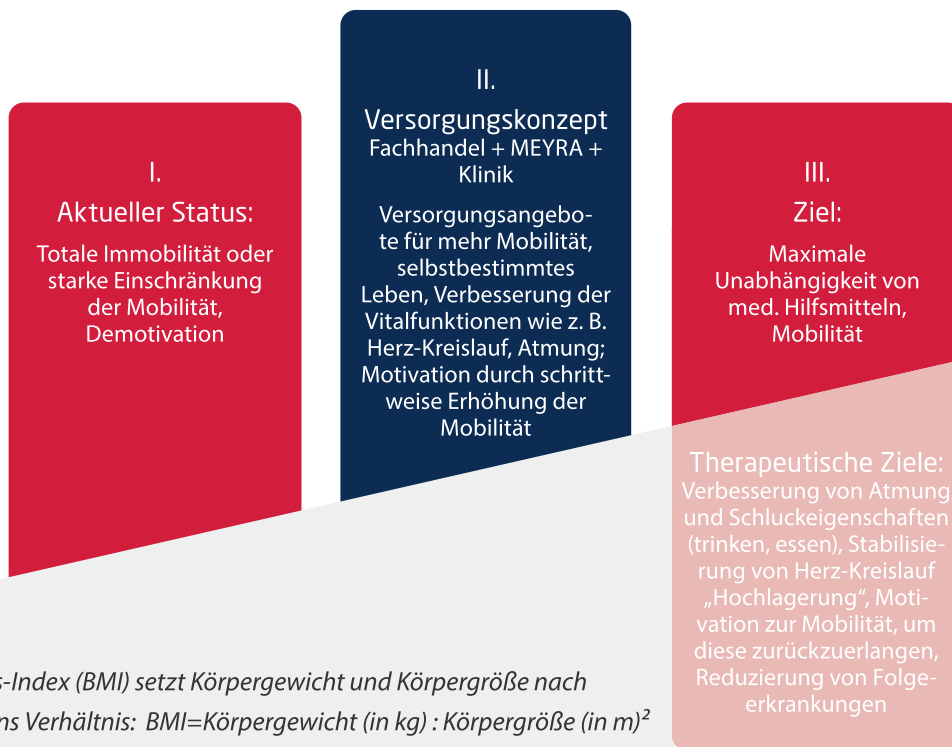 I.
Aktueller Status:
Totale Immobilität oder
starke Einschränkung
der Mobilität,
Demotivation
II.
Versorgungskonzept
Fachhandel + MEYRA +
Klinik
Versorgungsangebo-
te für mehr Mobilität,
selbstbestimmtes
Leben, Verbesserung der
Vitalfunktionen wie z. B.
Herz-Kreislauf, Atmung;
Motivation durch schritt-
weise Erhöhung der
Mobilität
III.
Ziel:
Maximale
Unabhängigkeit von
med. Hilfsmitteln,
Mobilität
Therapeutische Ziele:
Verbesserung von Atmung
und Schluckeigenschaften
(trinken, essen), Stabilisie-
rung von Herz-Kreislauf
„Hochlagerung“, Moti-
vation zur Mobilität, um
diese zurückzuerlangen,
Reduzierung von Folge-
erkrankungen
s-Index (BMI) setzt Körpergewicht und Körpergröße nach
ns Verhältnis: BMI=Körpergewicht (in kg) : Körpergröße (in m)²